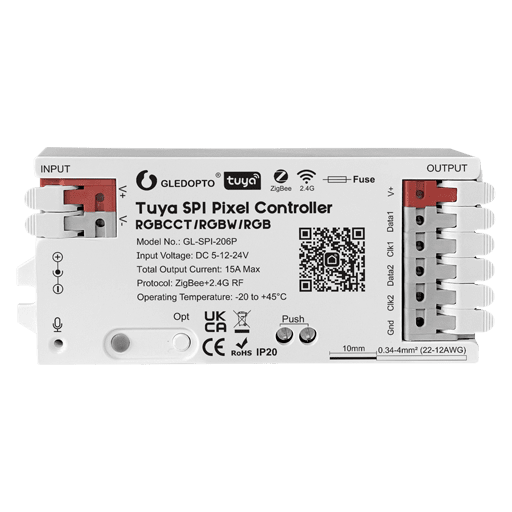 INPUT
OUTPUT
V+
V-
GLEDOPTO®
tuya
ZigBee
2.4G
Fuse
Tuya SPI Pixel Controller
RGBCCT/RGBW/RGB
Model No.: GL-SPI-206P
Input Voltage: DC 5-12-24V
Total Output Current: 15A Max
Protocol: ZigBee+2.4G RF
Operating Temperature: -20 to +45°C
V+
Data1
Clk1
Data2
Clk2
Gnd
Opt
UK
CA
CE
RoHS
IP20
Push
10mm
0.34-4mm² (22-12AWG)